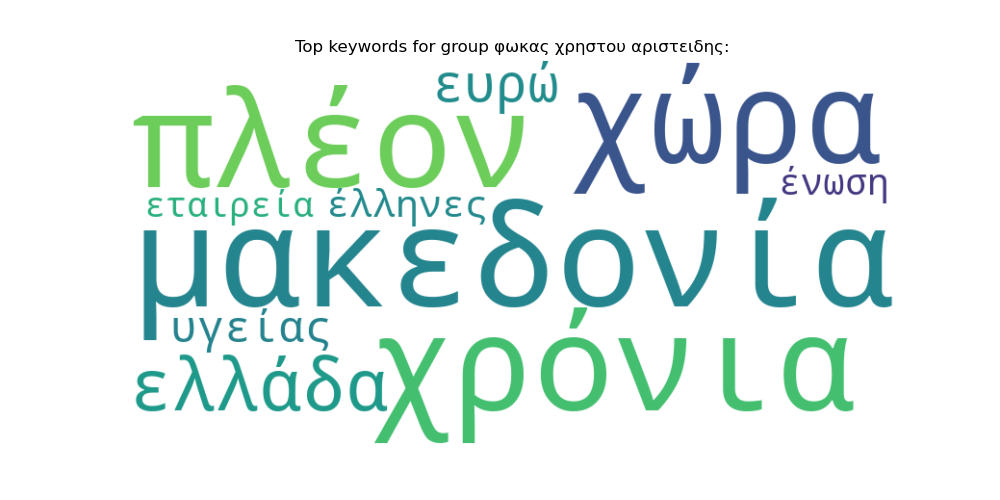 Top keywords for group φωκας χρηστου αριστειδης:
ευρώ
πλέον
χώρα
ένωση
εταιρεία
έλληνες
μακεδονία
υγείας
ελλάδα
χρόνια